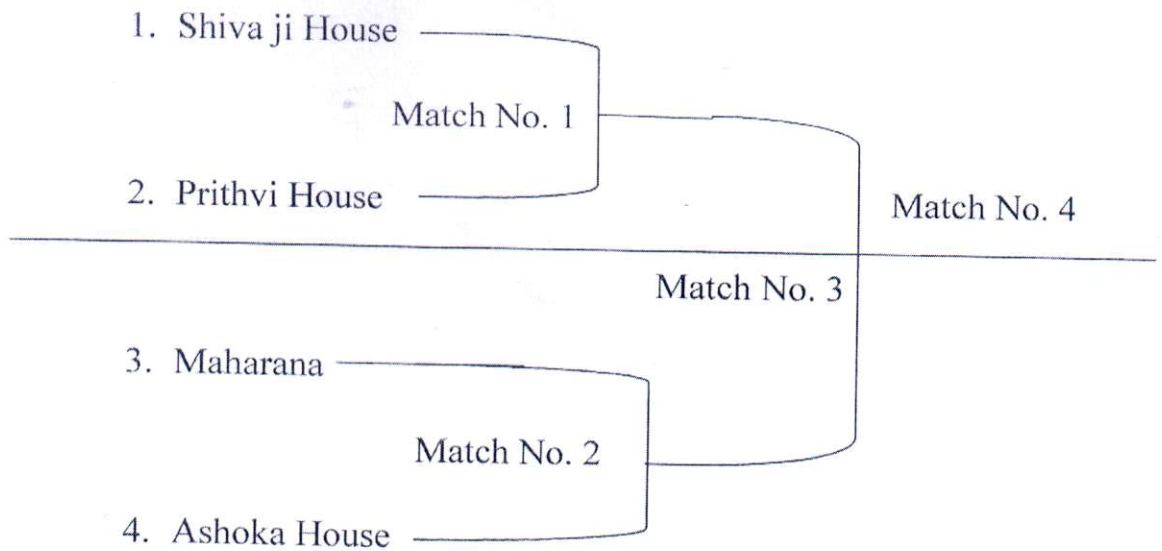 1. Shiva ji House
Match No. 1
2. Prithvi House
Match No. 4
Match No. 3
3. Maharana
Match No. 2
4. Ashoka House